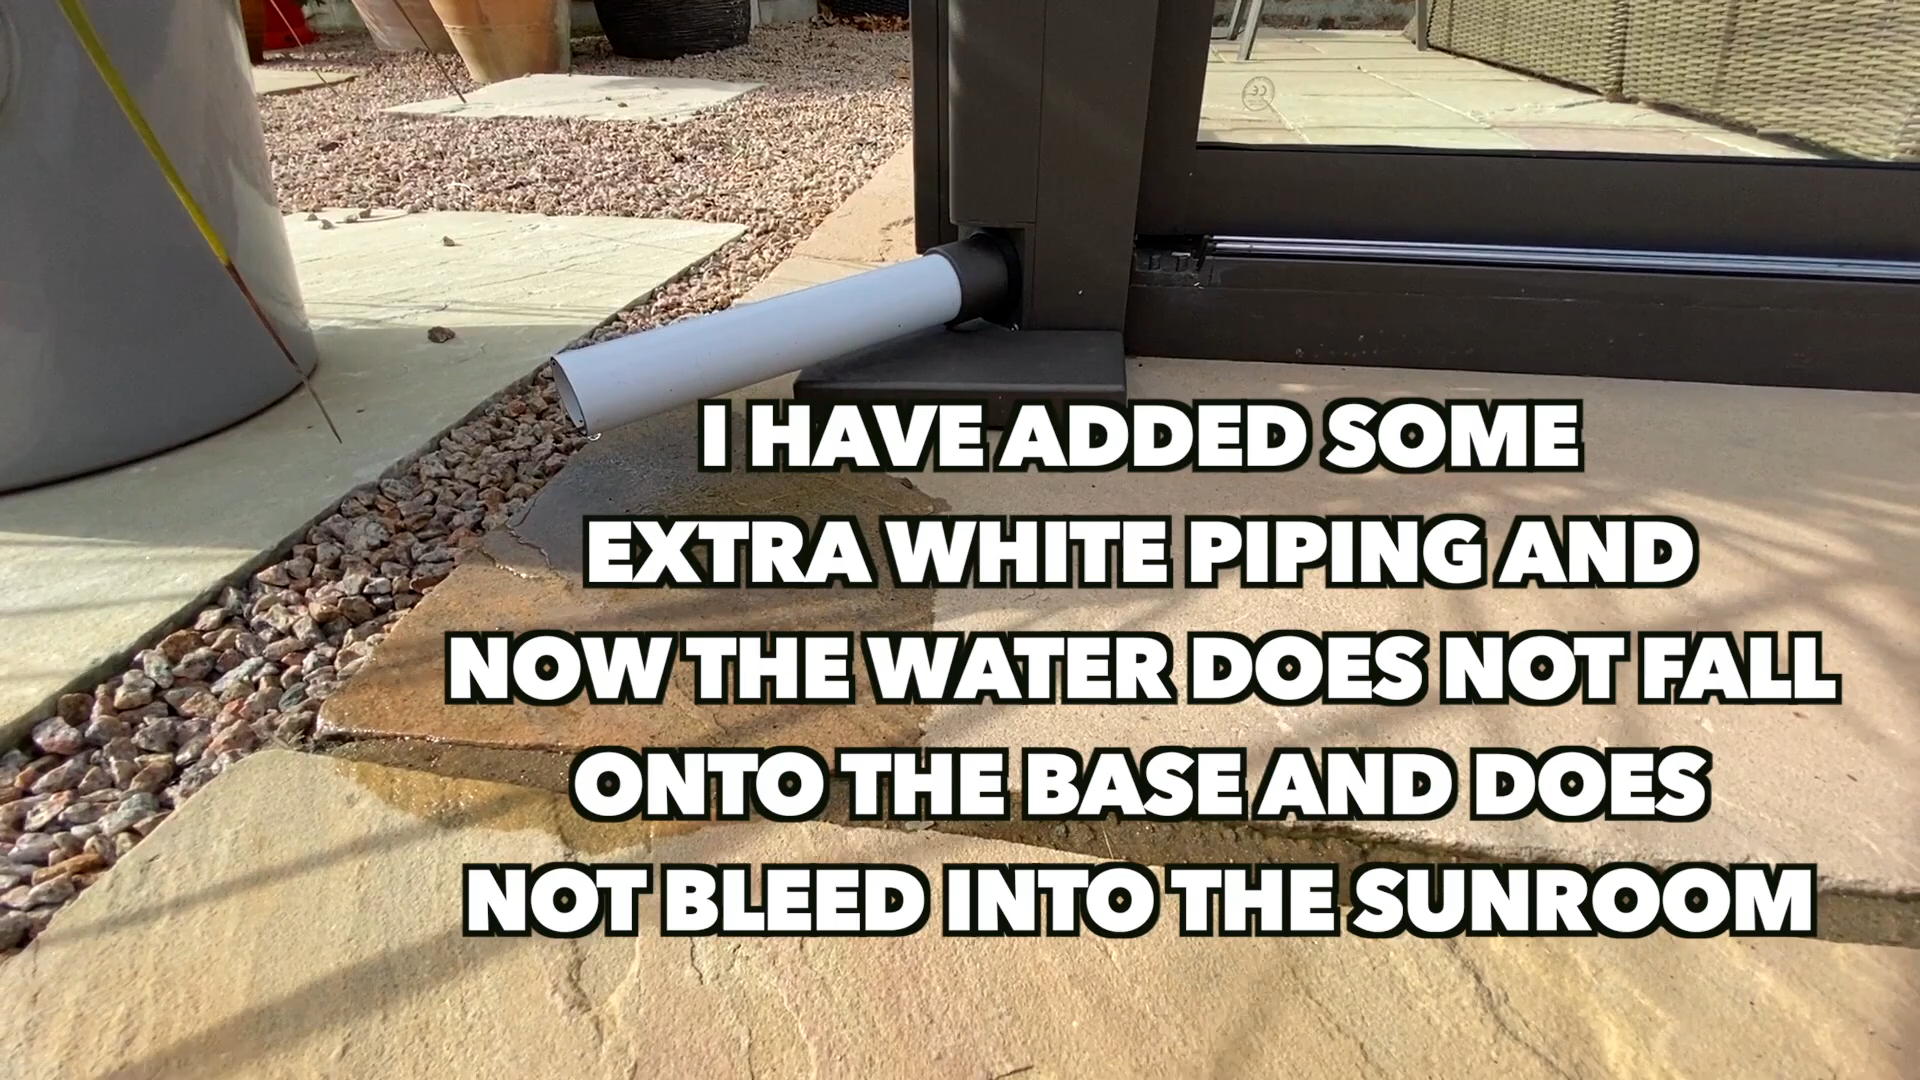 I HAVE ADDED SOME
EXTRA WHITE PIPING AND
NOW THE WATER DOES NOT FALL
ONTO THE BASE AND DOES
NOT BLEED INTO THE SUNROOM